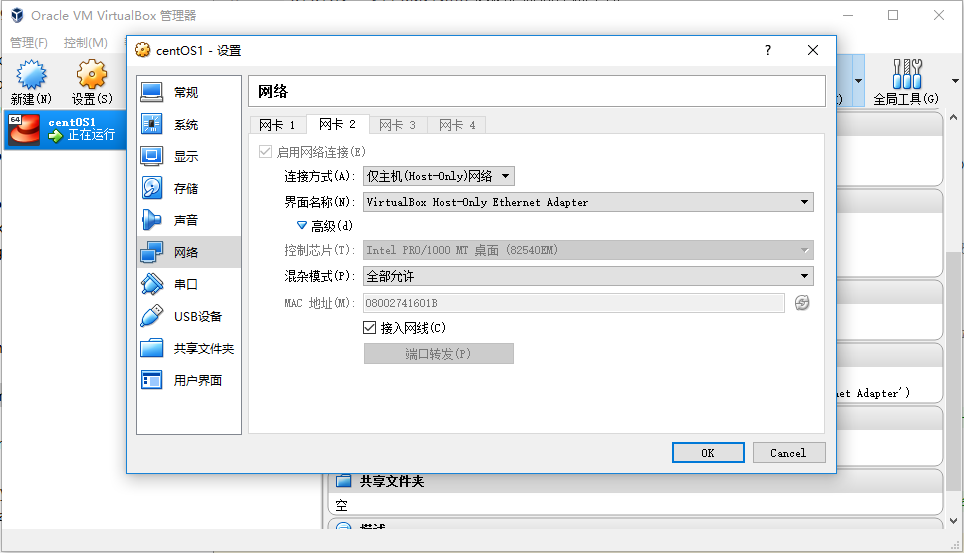 Oracle VM VirtualBox 管理器
管理(F) 控制(M)
新建(N) 设置(S) 全局工具(G)
64 centOS1
正在运行
centOS1 - 设置 ?
常规
系统
显示
存储
声音
网络
串口
USB设备
共享文件夹
用户界面
网络
网卡 1 网卡 2 网卡 3 网卡 4
启用网络连接(E)
连接方式(A): 仅主机(Host-Only)网络
界面名称(N): VirtualBox Host-Only Ethernet Adapter
高级(d)
控制芯片(T): Intel PRO/1000 MT 桌面 (82540EM)
混杂模式(P): 全部允许
MAC 地址(M): 08002741601B
接入网线(C)
端口转发(P)
net Adapter')
OK Cancel
共享文件夹
空